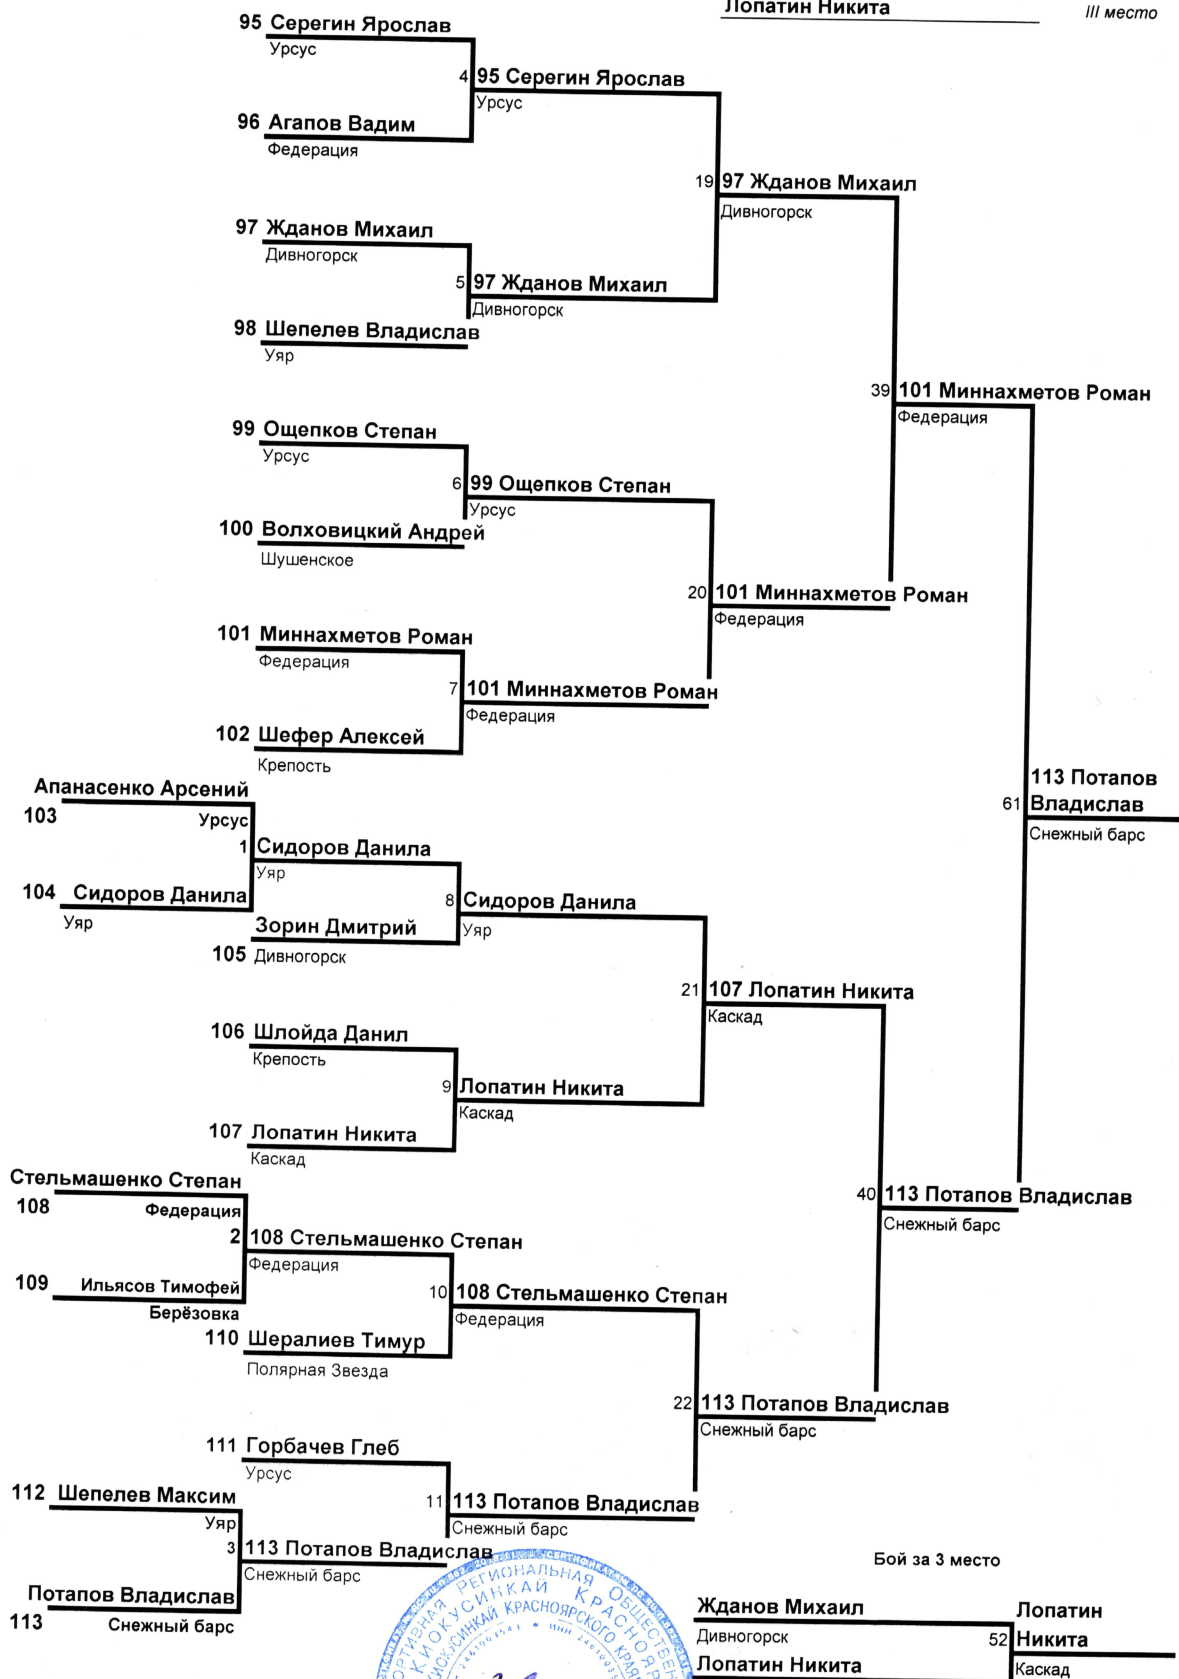 Лопатин Никита
III место
95 Серегин Ярослав
Урсус
4 95 Серегин Ярослав
Урсус
96 Агапов Вадим
Федерация
19 97 Жданов Михаил
Дивногорск
97 Жданов Михаил
Дивногорск
5 97 Жданов Михаил
Дивногорск
98 Шепелев Владислав
Уяр
39 101 Миннахметов Роман
Федерация
99 Ощепков Степан
Урсус
6 99 Ощепков Степан
Урсус
100 Волховицкий Андрей
Шушенское
20 101 Миннахметов Роман
Федерация
101 Миннахметов Роман
Федерация
7 101 Миннахметов Роман
Федерация
102 Шефер Алексей
Крепость
113 Потапов
61 Владислав
Снежный барс
Апанасенко Арсений
103 Урсус
1 Сидоров Данила
Уяр
104 Сидоров Данила
Уяр
8 Сидоров Данила
Уяр
Зорин Дмитрий
105 Дивногорск
21 107 Лопатин Никита
Каскад
106 Шлойда Данил
Крепость
9 Лопатин Никита
Каскад
107 Лопатин Никита
Каскад
Стельмашенко Степан
108 Федерация
40 113 Потапов Владислав
Снежный барс
2 108 Стельмашенко Степан
Федерация
109 Ильясов Тимофей
Берёзовка
10 108 Стельмашенко Степан
Федерация
110 Шералиев Тимур
Полярная Звезда
22 113 Потапов Владислав
Снежный барс
111 Горбачев Глеб
Урсус
112 Шепелев Максим
Уяр
11 113 Потапов Владислав
Снежный барс
3 113 Потапов Владислав
Снежный барс
Потапов Владислав
113 Снежный барс
РЕГИОНАЛЬНАЯ
КИОКУСИНКАЙ
КРАСНОЯРСКОГО КРАЯ
Бой за 3 место
Жданов Михаил
Дивногорск
Лопатин
52 Никита
Каскад
Лопатин Никита